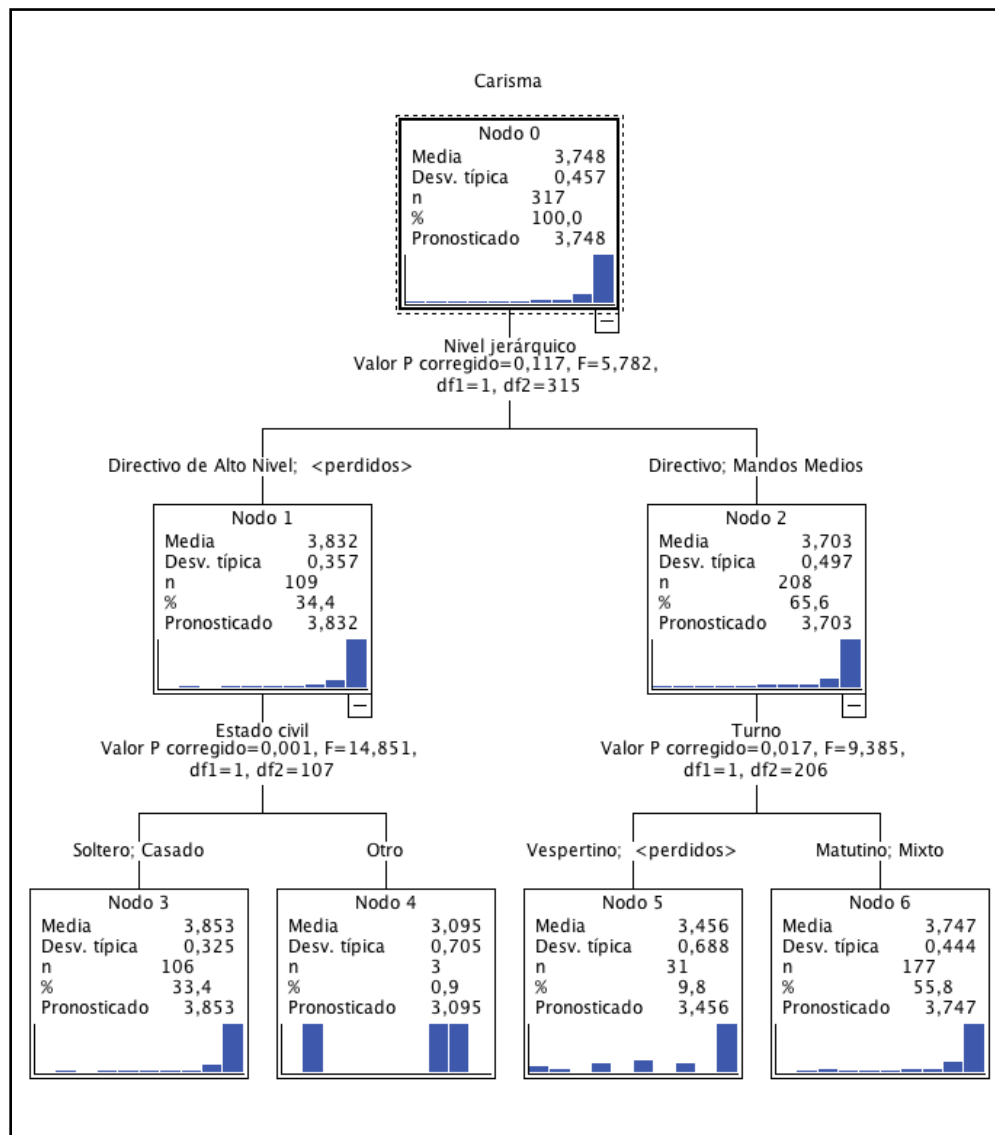 Carisma
Nodo 0
Media 3,748
Desv. típica 0,457
n 317
% 100,0
Pronosticado 3,748
Nivel jerárquico
Valor P corregido=0,117, F=5,782,
df1=1, df2=315
Directivo de Alto Nivel; <perdidos>
Nodo 1
Media 3,832
Desv. típica 0,357
n 109
% 34,4
Pronosticado 3,832
Directivo; Mandos Medios
Nodo 2
Media 3,703
Desv. típica 0,497
n 208
% 65,6
Pronosticado 3,703
Estado civil
Valor P corregido=0,001, F=14,851,
df1=1, df2=107
Turno
Valor P corregido=0,017, F=9,385,
df1=1, df2=206
Soltero; Casado
Nodo 3
Media 3,853
Desv. típica 0,325
n 106
% 33,4
Pronosticado 3,853
Otro
Nodo 4
Media 3,095
Desv. típica 0,705
n 3
% 0,9
Pronosticado 3,095
Vespertino; <perdidos>
Nodo 5
Media 3,456
Desv. típica 0,688
n 31
% 9,8
Pronosticado 3,456
Matutino; Mixto
Nodo 6
Media 3,747
Desv. típica 0,444
n 177
% 55,8
Pronosticado 3,747